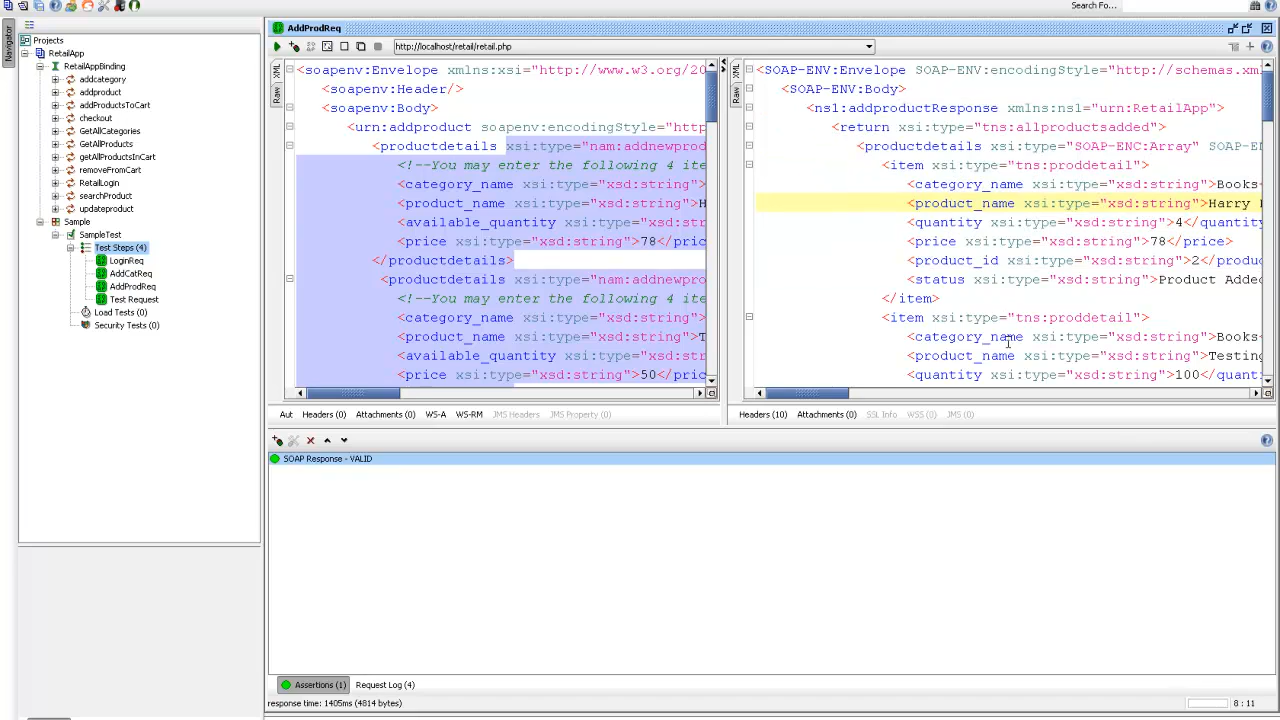 Search Fo...
Navigator
Projects
RetailApp
RetailAppBinding
addcategory
addproduct
addProductsToCart
checkout
GetAllCategories
GetAllProducts
getAllProductsInCart
removeFromCart
RetailLogin
searchProduct
updateproduct
Sample
SampleTest
Test Steps (4)
LoginReq
AddCatReq
AddProdReq
Test Request
Load Tests (0)
Security Tests (0)
AddProdReq
http://localhost/retail/retail.php
XML
Raw
<soapenv:Envelope xmlns:xsi="http://www.w3.org/20
<soapenv:Header/>
<soapenv:Body>
<urn:addproduct soapenv:encodingStyle="http
<productdetails xsi:type="nam:addnewprod
<!--You may enter the following 4 ite
<category_name xsi:type="xsd:string">
<product_name xsi:type="xsd:string">H
<available_quantity xsi:type="xsd:str
<price xsi:type="xsd:string">78</pric
</productdetails>
<productdetails xsi:type="nam:addnewpro
<!--You may enter the following 4 ite
<category_name xsi:type="xsd:string">
<product_name xsi:type="xsd:string">T
<available_quantity xsi:type="xsd:str
<price xsi:type="xsd:string">50</pric
Aut Headers (0) Attachments (0) WS-A WS-RM JMS Headers JMS Property (0)
XML
Raw
<SOAP-ENV:Envelope SOAP-ENV:encodingStyle="http://schemas.xm
<SOAP-ENV:Body>
<ns1:addproductResponse xmlns:ns1="urn:RetailApp">
<return xsi:type="tns:allproductsadded">
<productdetails xsi:type="SOAP-ENC:Array" SOAP-E
<item xsi:type="tns:proddetail">
<category_name xsi:type="xsd:string">Books
<product_name xsi:type="xsd:string">Harry
<quantity xsi:type="xsd:string">4</quantit
<price xsi:type="xsd:string">78</price>
<product_id xsi:type="xsd:string">2</produ
<status xsi:type="xsd:string">Product Adde
</item>
<item xsi:type="tns:proddetail">
<category_name xsi:type="xsd:string">Books
<product_name xsi:type="xsd:string">Testing
<quantity xsi:type="xsd:string">100</quanti
Headers (10) Attachments (0) SSL Info WSS (0) JMS (0)
SOAP Response - VALID
Assertions (1) Request Log (4)
response time: 1405ms (4814 bytes)
8 : 11